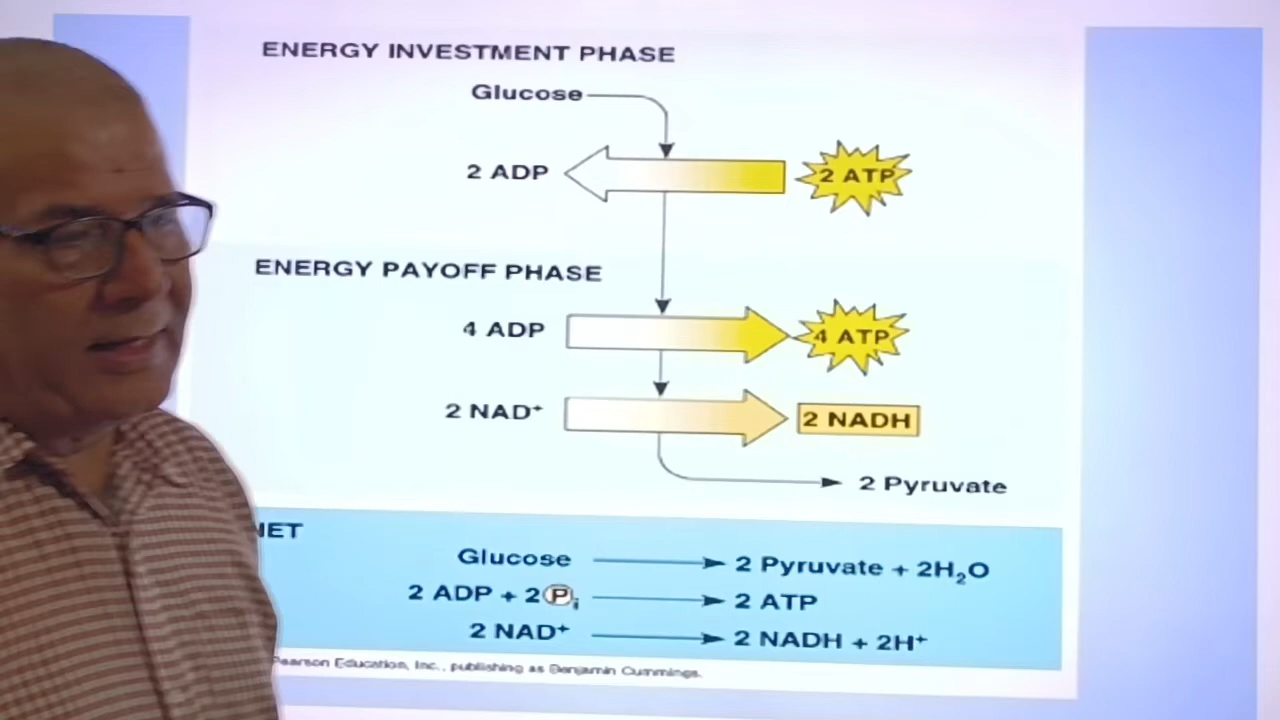 ENERGY INVESTMENT PHASE
Glucose
2 ADP 2 ATP
ENERGY PAYOFF PHASE
4 ADP 4 ATP
2 NAD⁺ 2 NADH
2 Pyruvate
NET
Glucose 2 Pyruvate + 2H₂O
2 ADP + 2 Pᵢ 2 ATP
2 NAD⁺ 2 NADH + 2H⁺
Pearson Education, Inc., publishing as Benjamin Cummings.